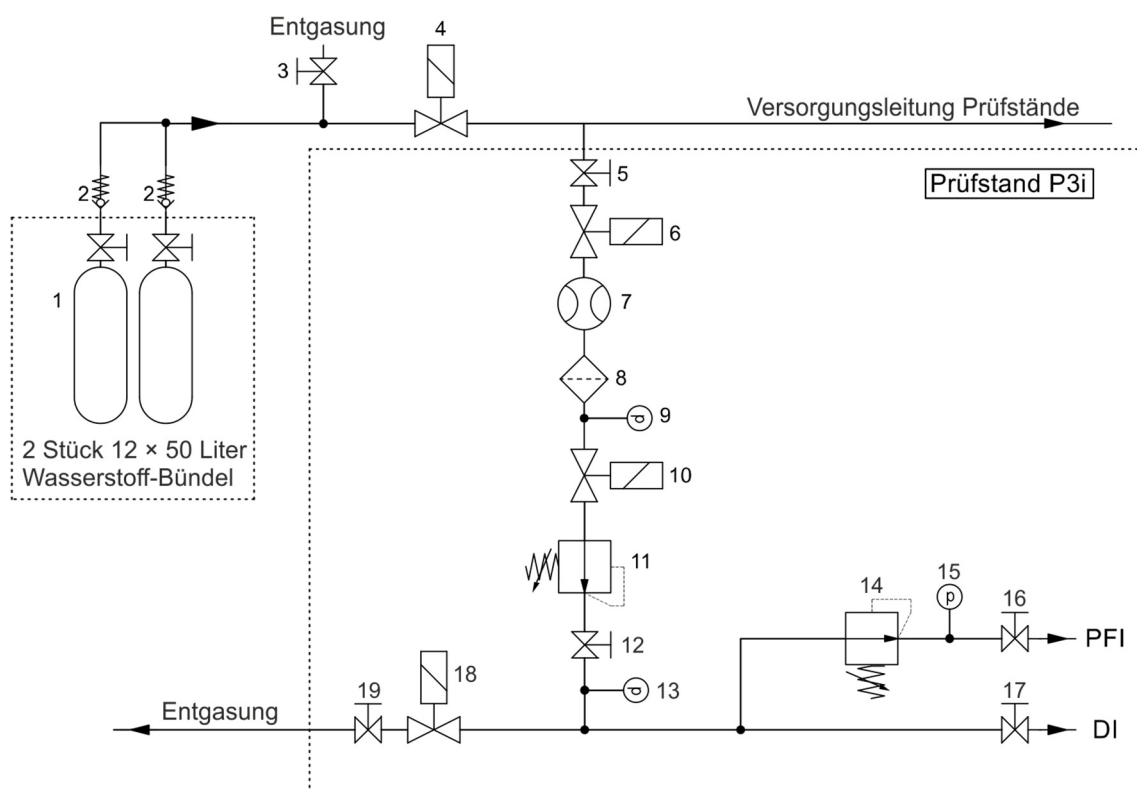 Entgasung
4
3
Versorgungsleitung Prüfstände
2
2
5
Prüfstand P3i
6
1
7
8
9
2 Stück 12 × 50 Liter
Wasserstoff-Bündel
10
11
14
15
16
PFI
12
18
13
19
17
Entgasung
DI
p
p
p